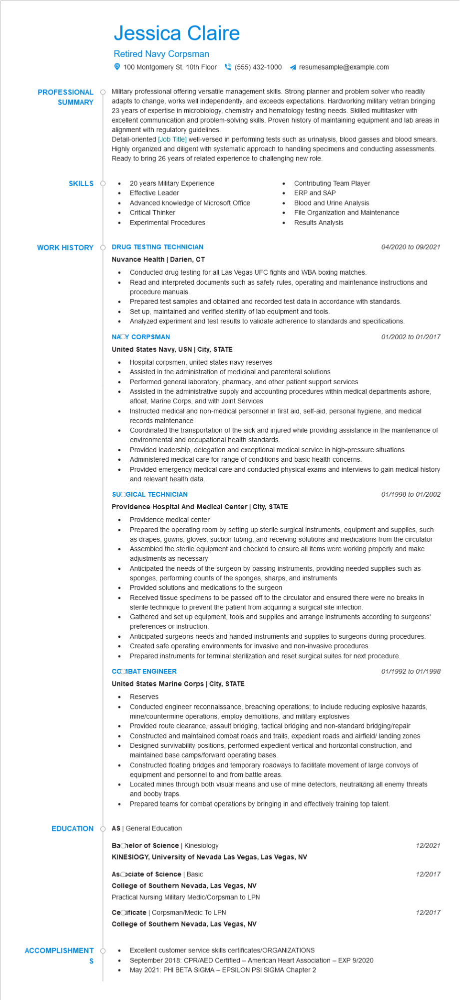 Jessica Claire
Retired Navy Corpsman
100 Montgomery St. 10th Floor (555) 432-1000 resumesample@example.com
PROFESSIONAL SUMMARY
Military professional offering versatile management skills. Strong planner and problem solver who readily
adapts to change, works well independently, and exceeds expectations. Hardworking military vetran bringing
23 years of expertise in microbiology, chemistry and hematology testing needs. Skilled multitasker with
excellent communication and problem-solving skills. Proven history of maintaining equipment and lab areas in
alignment with regulatory guidelines.
Detail-oriented [Job Title] well-versed in performing tests such as urinalysis, blood gasses and blood smears.
Highly organized and diligent with systematic approach to handling specimens and conducting assessments.
Ready to bring 26 years of related experience to challenging new role.
SKILLS
• 20 years Military Experience
• Effective Leader
• Advanced knowledge of Microsoft Office
• Critical Thinker
• Experimental Procedures
• Contributing Team Player
• ERP and SAP
• Blood and Urine Analysis
• File Organization and Maintenance
• Results Analysis
WORK HISTORY
DRUG TESTING TECHNICIAN 04/2020 to 09/2021
Nuvance Health | Darien, CT
• Conducted drug testing for all Las Vegas UFC fights and WBA boxing matches.
• Read and interpreted documents such as safety rules, operating and maintenance instructions and
procedure manuals.
• Prepared test samples and obtained and recorded test data in accordance with standards.
• Set up, maintained and verified sterility of lab equipment and tools.
• Analyzed experiment and test results to validate adherence to standards and specifications.
NAVY CORPSMAN 01/2002 to 01/2017
United States Navy, USN | City, STATE
• Hospital corpsmen, united states navy reserves
• Assisted in the administration of medicinal and parenteral solutions
• Performed general laboratory, pharmacy, and other patient support services
• Assisted in the administrative supply and accounting procedures within medical departments ashore,
afloat, Marine Corps, and with Joint Services
• Instructed medical and non-medical personnel in first aid, self-aid, personal hygiene, and medical
records maintenance
• Coordinated the transportation of the sick and injured while providing assistance in the maintenance of
environmental and occupational health standards.
• Provided leadership, delegation and exceptional medical service in high-pressure situations.
• Administered medical care for range of conditions and basic health concerns.
• Provided emergency medical care and conducted physical exams and interviews to gain medical history
and relevant health data.
SURGICAL TECHNICIAN 01/1998 to 01/2002
Providence Hospital And Medical Center | City, STATE
• Providence medical center
• Prepared the operating room by setting up sterile surgical instruments, equipment and supplies, such
as drapes, gowns, gloves, suction tubing, and receiving solutions and medications from the circulator
• Assembled the sterile equipment and checked to ensure all items were working properly and make
adjustments as necessary
• Anticipated the needs of the surgeon by passing instruments, providing needed supplies such as
sponges, performing counts of the sponges, sharps, and instruments
• Provided solutions and medications to the surgeon
• Received tissue specimens to be passed off to the circulator and ensured there were no breaks in
sterile technique to prevent the patient from acquiring a surgical site infection.
• Gathered and set up equipment, tools and supplies and arrange instruments according to surgeons'
preferences or instruction.
• Anticipated surgeons needs and handed instruments and supplies to surgeons during procedures.
• Created safe operating environments for invasive and non-invasive procedures.
• Prepared instruments for terminal sterilization and reset surgical suites for next procedure.
COMBAT ENGINEER 01/1992 to 01/1998
United States Marine Corps | City, STATE
• Reserves
• Conducted engineer reconnaissance, breaching operations; to include reducing explosive hazards,
mine/countermine operations, employ demolitions, and military explosives
• Provided route clearance, assault bridging, tactical bridging and non-standard bridging/repair
• Constructed and maintained combat roads and trails, expedient roads and airfield/ landing zones
• Designed survivability positions, performed expedient vertical and horizontal construction, and
maintained base camps/forward operating bases.
• Constructed floating bridges and temporary roadways to facilitate movement of large convoys of
equipment and personnel to and from battle areas.
• Located mines through both visual means and use of mine detectors, neutralizing all enemy threats
and booby traps.
• Prepared teams for combat operations by bringing in and effectively training top talent.
EDUCATION
AS | General Education
Bachelor of Science | Kinesiology 12/2021
KINESIOGY, University of Nevada Las Vegas, Las Vegas, NV
Associate of Science | Basic 12/2017
College of Southern Nevada, Las Vegas, NV
Practical Nursing Military Medic/Corpsman to LPN
Certificate | Corpsman/Medic To LPN 12/2017
College of Southern Nevada, Las Vegas, NV
ACCOMPLISHMENTS
• Excellent customer service skills certificates/ORGANIZATIONS
• September 2018: CPR/AED Certified – American Heart Association – EXP 9/2020
• May 2021: PHI BETA SIGMA – EPSILON PSI SIGMA Chapter 2